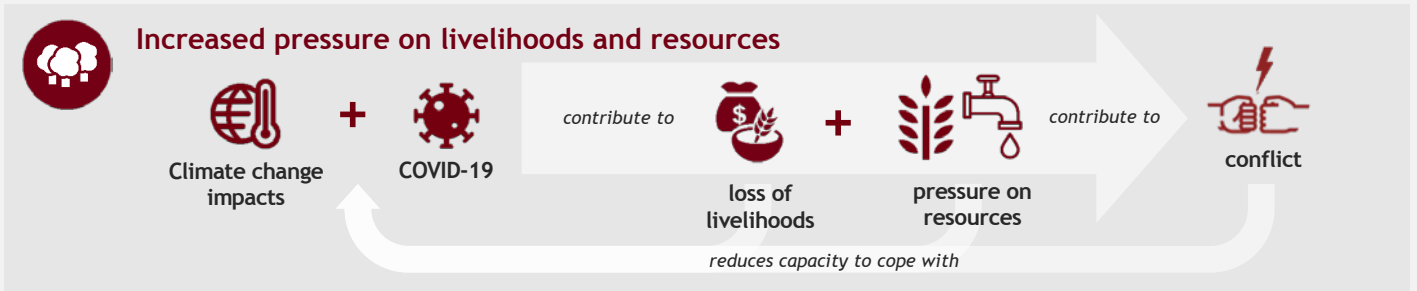 Increased pressure on livelihoods and resources
+
$
+
contribute to
contribute to
Climate change
impacts
COVID-19
conflict
loss of
livelihoods
pressure on
resources
reduces capacity to cope with